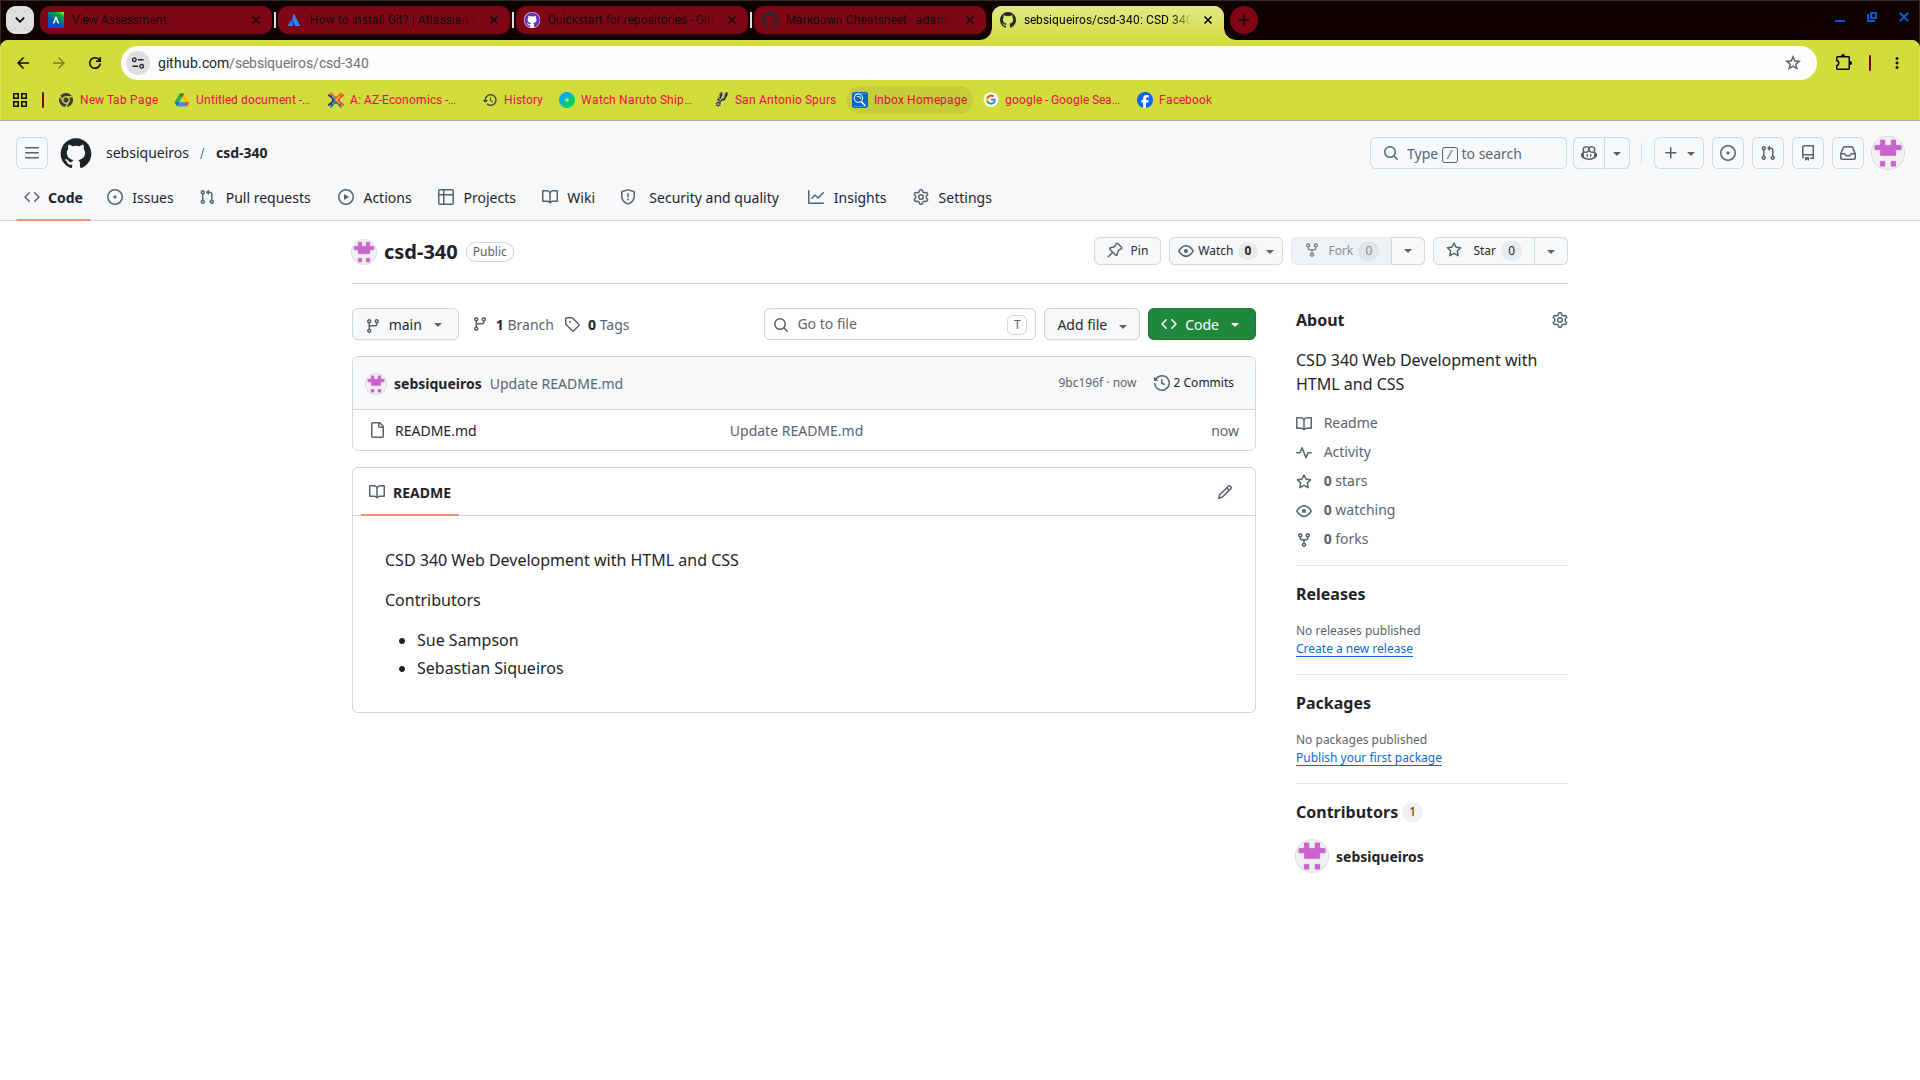 View Assessment
How to install Git? | Atlassian
Quickstart for repositories - Git
Markdown Cheatsheet · adam-
sebsiqueiros/csd-340: CSD 340
github.com/sebsiqueiros/csd-340
New Tab Page
Untitled document -...
A: AZ-Economics -...
History
Watch Naruto Ship...
San Antonio Spurs
Inbox Homepage
google - Google Sea...
Facebook
sebsiqueiros / csd-340
Type / to search
Code
Issues
Pull requests
Actions
Projects
Wiki
Security and quality
Insights
Settings
csd-340 Public
Pin
Watch 0
Fork 0
Star 0
main
1 Branch
0 Tags
Go to file T
Add file
Code
sebsiqueiros Update README.md
9bc196f · now
2 Commits
README.md Update README.md now
README
CSD 340 Web Development with HTML and CSS
Contributors
• Sue Sampson
• Sebastian Siqueiros
About
CSD 340 Web Development with
HTML and CSS
Readme
Activity
0 stars
0 watching
0 forks
Releases
No releases published
Create a new release
Packages
No packages published
Publish your first package
Contributors 1
sebsiqueiros